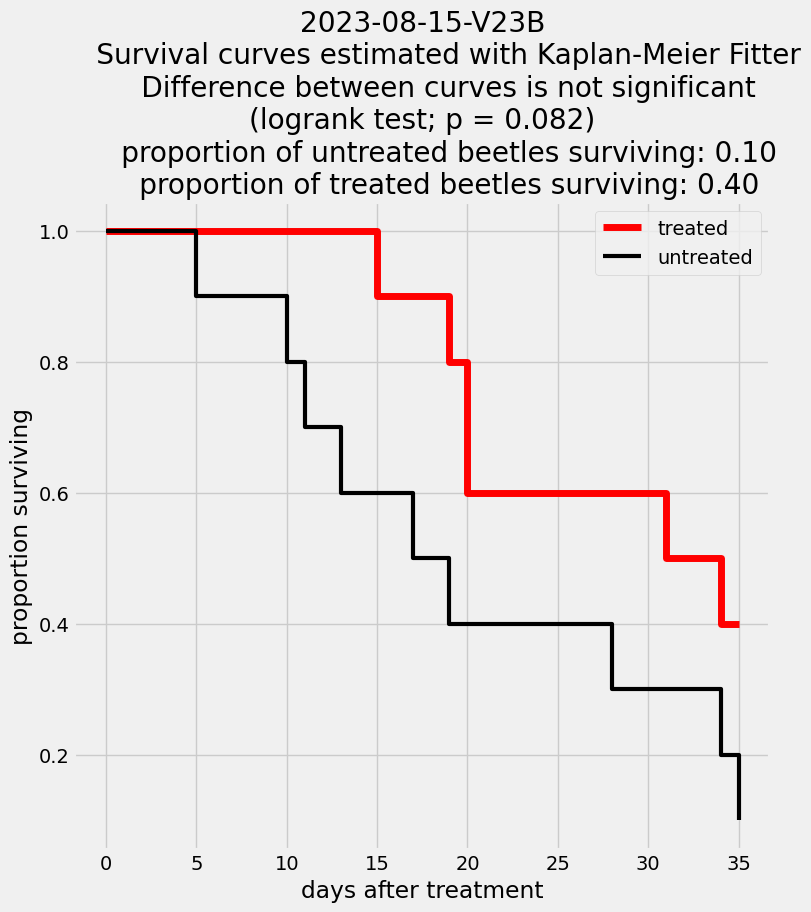 2023-08-15-V23B
Survival curves estimated with Kaplan-Meier Fitter
Difference between curves is not significant
(logrank test; p = 0.082)
proportion of untreated beetles surviving: 0.10
proportion of treated beetles surviving: 0.40
treated
untreated
1.0
0.8
0.6
0.4
0.2
proportion surviving
0 5 10 15 20 25 30 35
days after treatment